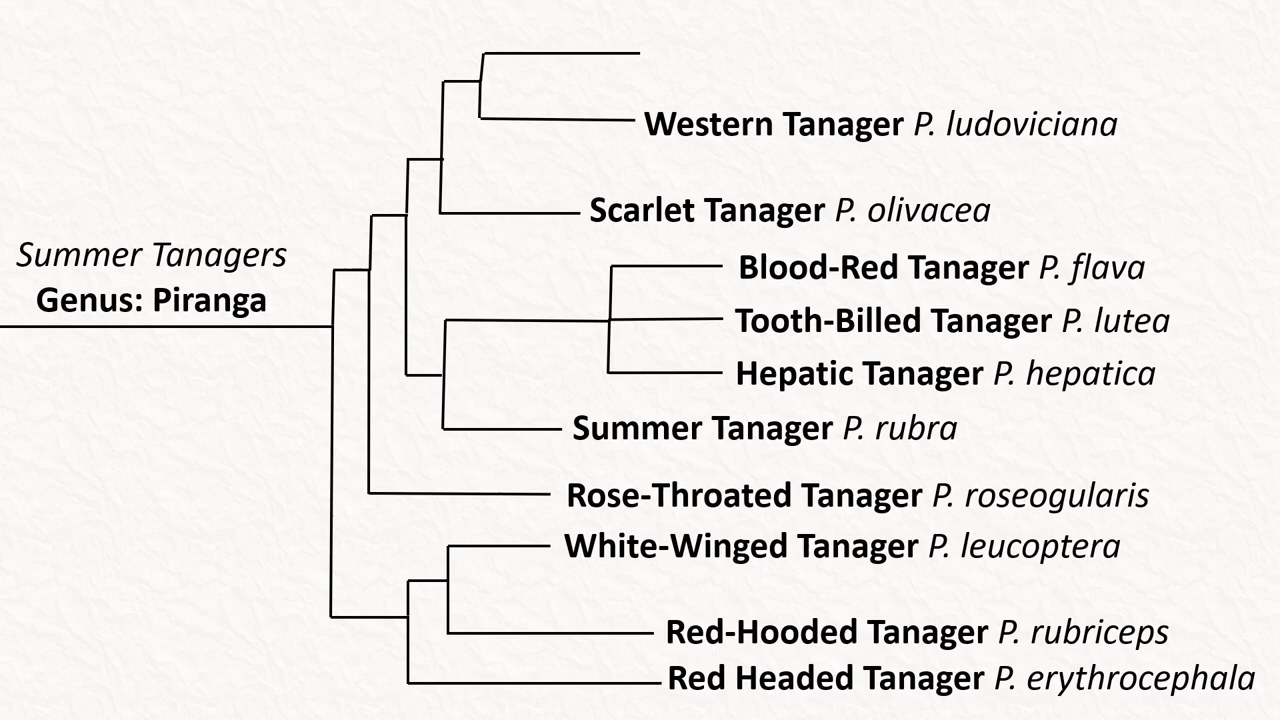 Western Tanager P. ludoviciana
Scarlet Tanager P. olivacea
Summer Tanagers
Genus: Piranga
Blood-Red Tanager P. flava
Tooth-Billed Tanager P. lutea
Hepatic Tanager P. hepatica
Summer Tanager P. rubra
Rose-Throated Tanager P. roseogularis
White-Winged Tanager P. leucoptera
Red-Hooded Tanager P. rubriceps
Red Headed Tanager P. erythrocephala